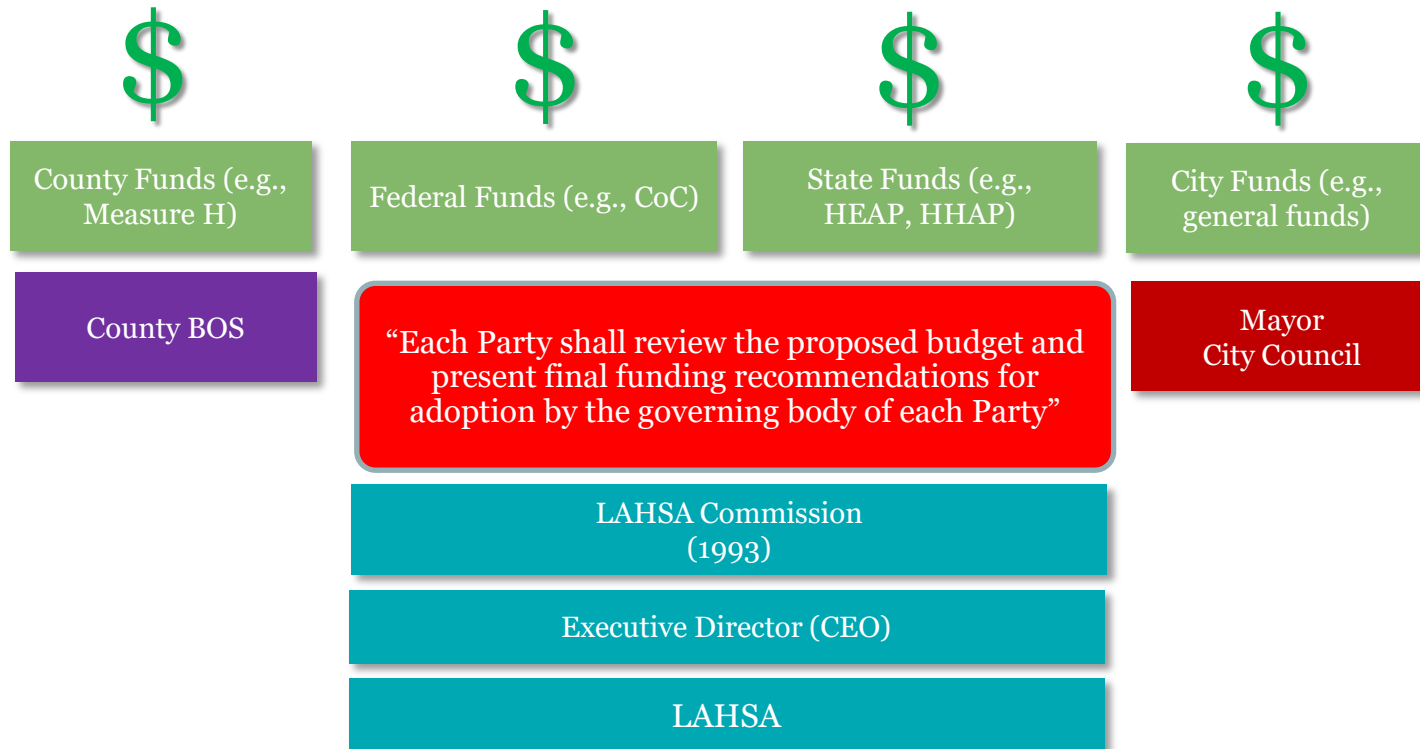 $
$
$
$
County Funds (e.g.,
Measure H)
Federal Funds (e.g., CoC)
State Funds (e.g.,
HEAP, HHAP)
City Funds (e.g.,
general funds)
County BOS
“Each Party shall review the proposed budget and
present final funding recommendations for
adoption by the governing body of each Party”
Mayor
City Council
LAHSA Commission
(1993)
Executive Director (CEO)
LAHSA